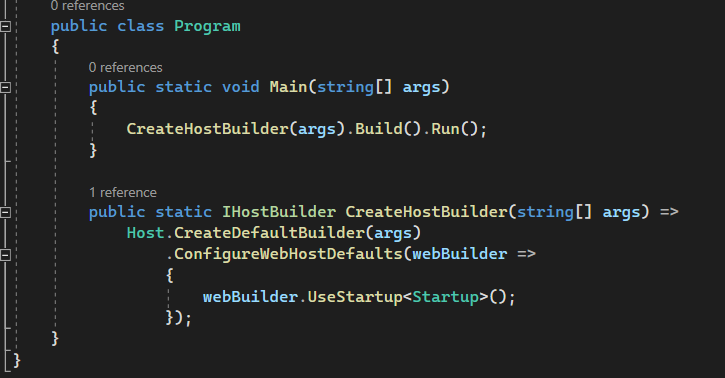 0 references
public class Program
{
0 references
public static void Main(string[] args)
{
CreateHostBuilder(args).Build().Run();
}
1 reference
public static IHostBuilder CreateHostBuilder(string[] args) =>
Host.CreateDefaultBuilder(args)
.ConfigureWebHostDefaults(webBuilder =>
{
webBuilder.UseStartup<Startup>();
});
}
}